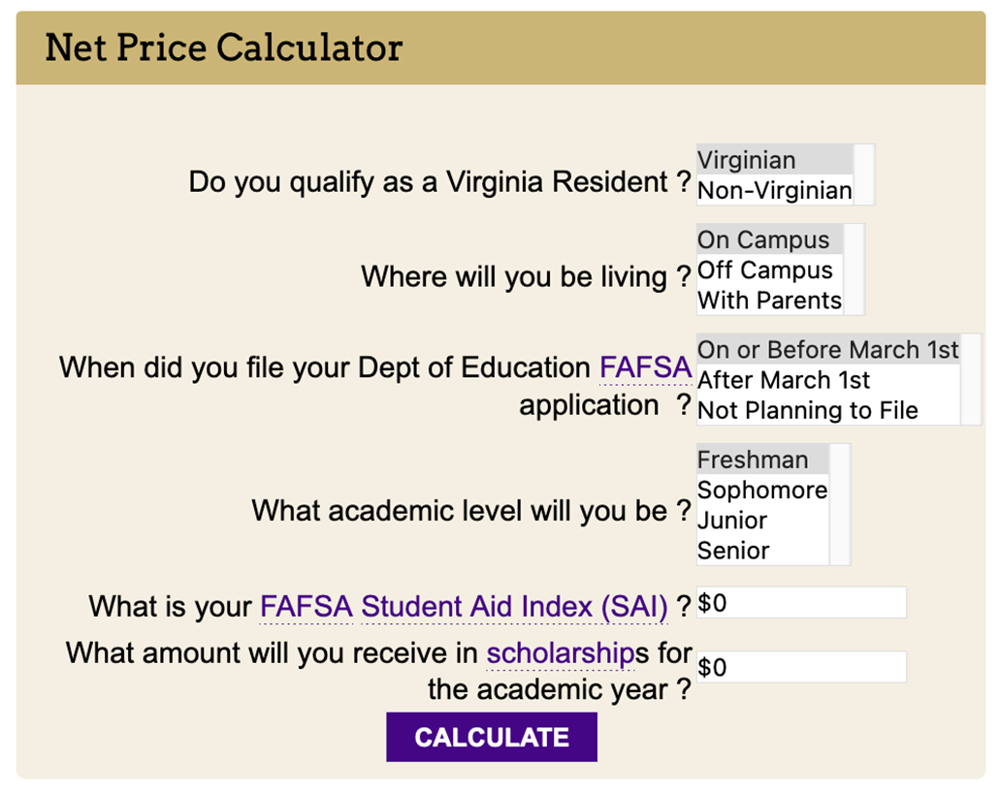 Net Price Calculator
Do you qualify as a Virginia Resident ?
Virginian
Non-Virginian
Where will you be living ?
On Campus
Off Campus
With Parents
When did you file your Dept of Education FAFSA
application ?
On or Before March 1st
After March 1st
Not Planning to File
What academic level will you be ?
Freshman
Sophomore
Junior
Senior
What is your FAFSA Student Aid Index (SAI) ?
$0
What amount will you receive in scholarships for
the academic year ?
$0
CALCULATE